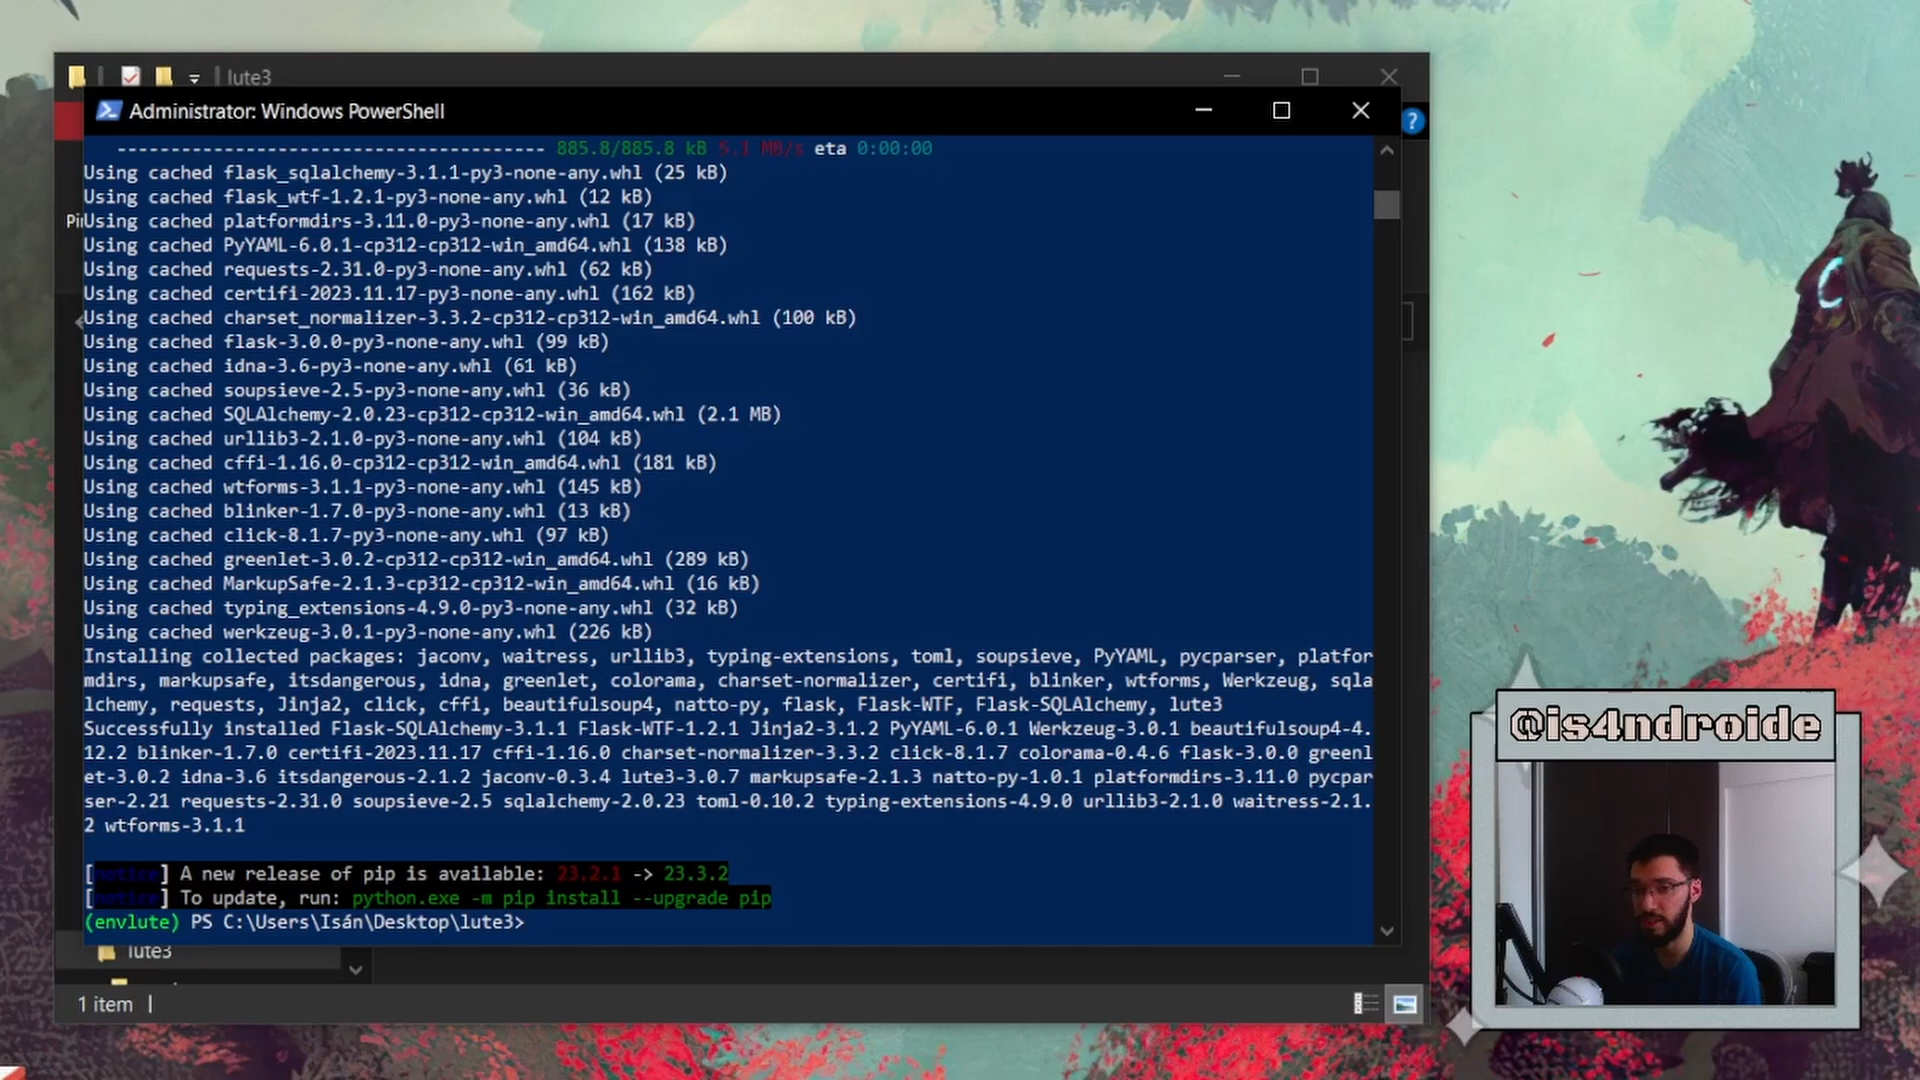 lute3
Administrator: Windows PowerShell
---------------------------------------- 885.8/885.8 kB 5.1 MB/s eta 0:00:00
Using cached flask_sqlalchemy-3.1.1-py3-none-any.whl (25 kB)
Using cached flask_wtf-1.2.1-py3-none-any.whl (12 kB)
Using cached platformdirs-3.11.0-py3-none-any.whl (17 kB)
Using cached PyYAML-6.0.1-cp312-cp312-win_amd64.whl (138 kB)
Using cached requests-2.31.0-py3-none-any.whl (62 kB)
Using cached certifi-2023.11.17-py3-none-any.whl (162 kB)
Using cached charset_normalizer-3.3.2-cp312-cp312-win_amd64.whl (100 kB)
Using cached flask-3.0.0-py3-none-any.whl (99 kB)
Using cached idna-3.6-py3-none-any.whl (61 kB)
Using cached soupsieve-2.5-py3-none-any.whl (36 kB)
Using cached SQLAlchemy-2.0.23-cp312-cp312-win_amd64.whl (2.1 MB)
Using cached urllib3-2.1.0-py3-none-any.whl (104 kB)
Using cached cffi-1.16.0-cp312-cp312-win_amd64.whl (181 kB)
Using cached wtforms-3.1.1-py3-none-any.whl (145 kB)
Using cached blinker-1.7.0-py3-none-any.whl (13 kB)
Using cached click-8.1.7-py3-none-any.whl (97 kB)
Using cached greenlet-3.0.2-cp312-cp312-win_amd64.whl (289 kB)
Using cached MarkupSafe-2.1.3-cp312-cp312-win_amd64.whl (16 kB)
Using cached typing_extensions-4.9.0-py3-none-any.whl (32 kB)
Using cached werkzeug-3.0.1-py3-none-any.whl (226 kB)
Installing collected packages: jaconv, waitress, urllib3, typing-extensions, toml, soupsieve, PyYAML, pycparser, platfor
mdirs, markupsafe, itsdangerous, idna, greenlet, colorama, charset-normalizer, certifi, blinker, wtforms, Werkzeug, sqla
lchemy, requests, Jinja2, click, cffi, beautifulsoup4, natto-py, flask, Flask-WTF, Flask-SQLAlchemy, lute3
Successfully installed Flask-SQLAlchemy-3.1.1 Flask-WTF-1.2.1 Jinja2-3.1.2 PyYAML-6.0.1 Werkzeug-3.0.1 beautifulsoup4-4.
12.2 blinker-1.7.0 certifi-2023.11.17 cffi-1.16.0 charset-normalizer-3.3.2 click-8.1.7 colorama-0.4.6 flask-3.0.0 greenl
et-3.0.2 idna-3.6 itsdangerous-2.1.2 jaconv-0.3.4 lute3-3.0.7 markupsafe-2.1.3 natto-py-1.0.1 platformdirs-3.11.0 pycpar
ser-2.21 requests-2.31.0 soupsieve-2.5 sqlalchemy-2.0.23 toml-0.10.2 typing-extensions-4.9.0 urllib3-2.1.0 waitress-2.1.
2 wtforms-3.1.1
[notice] A new release of pip is available: 23.2.1 -> 23.3.2
[notice] To update, run: python.exe -m pip install --upgrade pip
(envlute) PS C:\Users\Isán\Desktop\lute3>
lute3
1 item
@is4ndroide